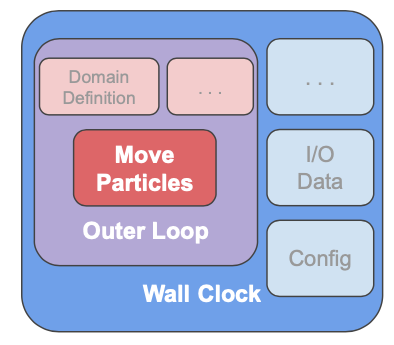 Domain
Definition
. . .
Move
Particles
Outer Loop
. . .
I/O
Data
Config
Wall Clock